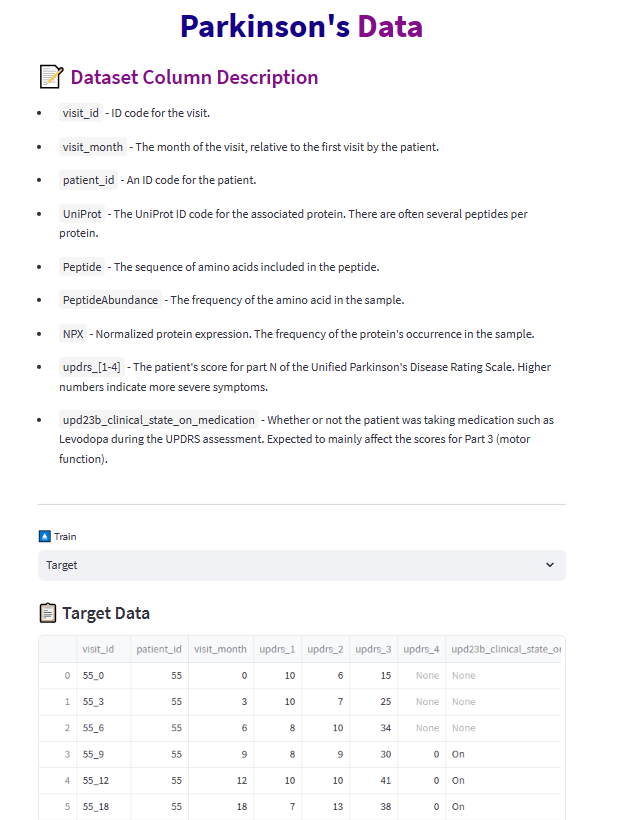 Parkinson's Data
Dataset Column Description
visit_id - ID code for the visit.
visit_month - The month of the visit, relative to the first visit by the patient.
patient_id - An ID code for the patient.
UniProt - The UniProt ID code for the associated protein. There are often several peptides per
protein.
Peptide - The sequence of amino acids included in the peptide.
PeptideAbundance - The frequency of the amino acid in the sample.
NPX - Normalized protein expression. The frequency of the protein's occurrence in the sample.
updrs_[1-4] - The patient's score for part N of the Unified Parkinson's Disease Rating Scale. Higher
numbers indicate more severe symptoms.
upd23b_clinical_state_on_medication - Whether or not the patient was taking medication such as
Levodopa during the UPDRS assessment. Expected to mainly affect the scores for Part 3 (motor
function).
Train
Target
Target Data
visit_id patient_id visit_month updrs_1 updrs_2 updrs_3 updrs_4 upd23b_clinical_state_or
0 55_0 55 0 10 6 15 None None
1 55_3 55 3 10 7 25 None None
2 55_6 55 6 8 10 34 None None
3 55_9 55 9 8 9 30 0 On
4 55_12 55 12 10 10 41 0 On
5 55_18 55 18 7 13 38 0 On